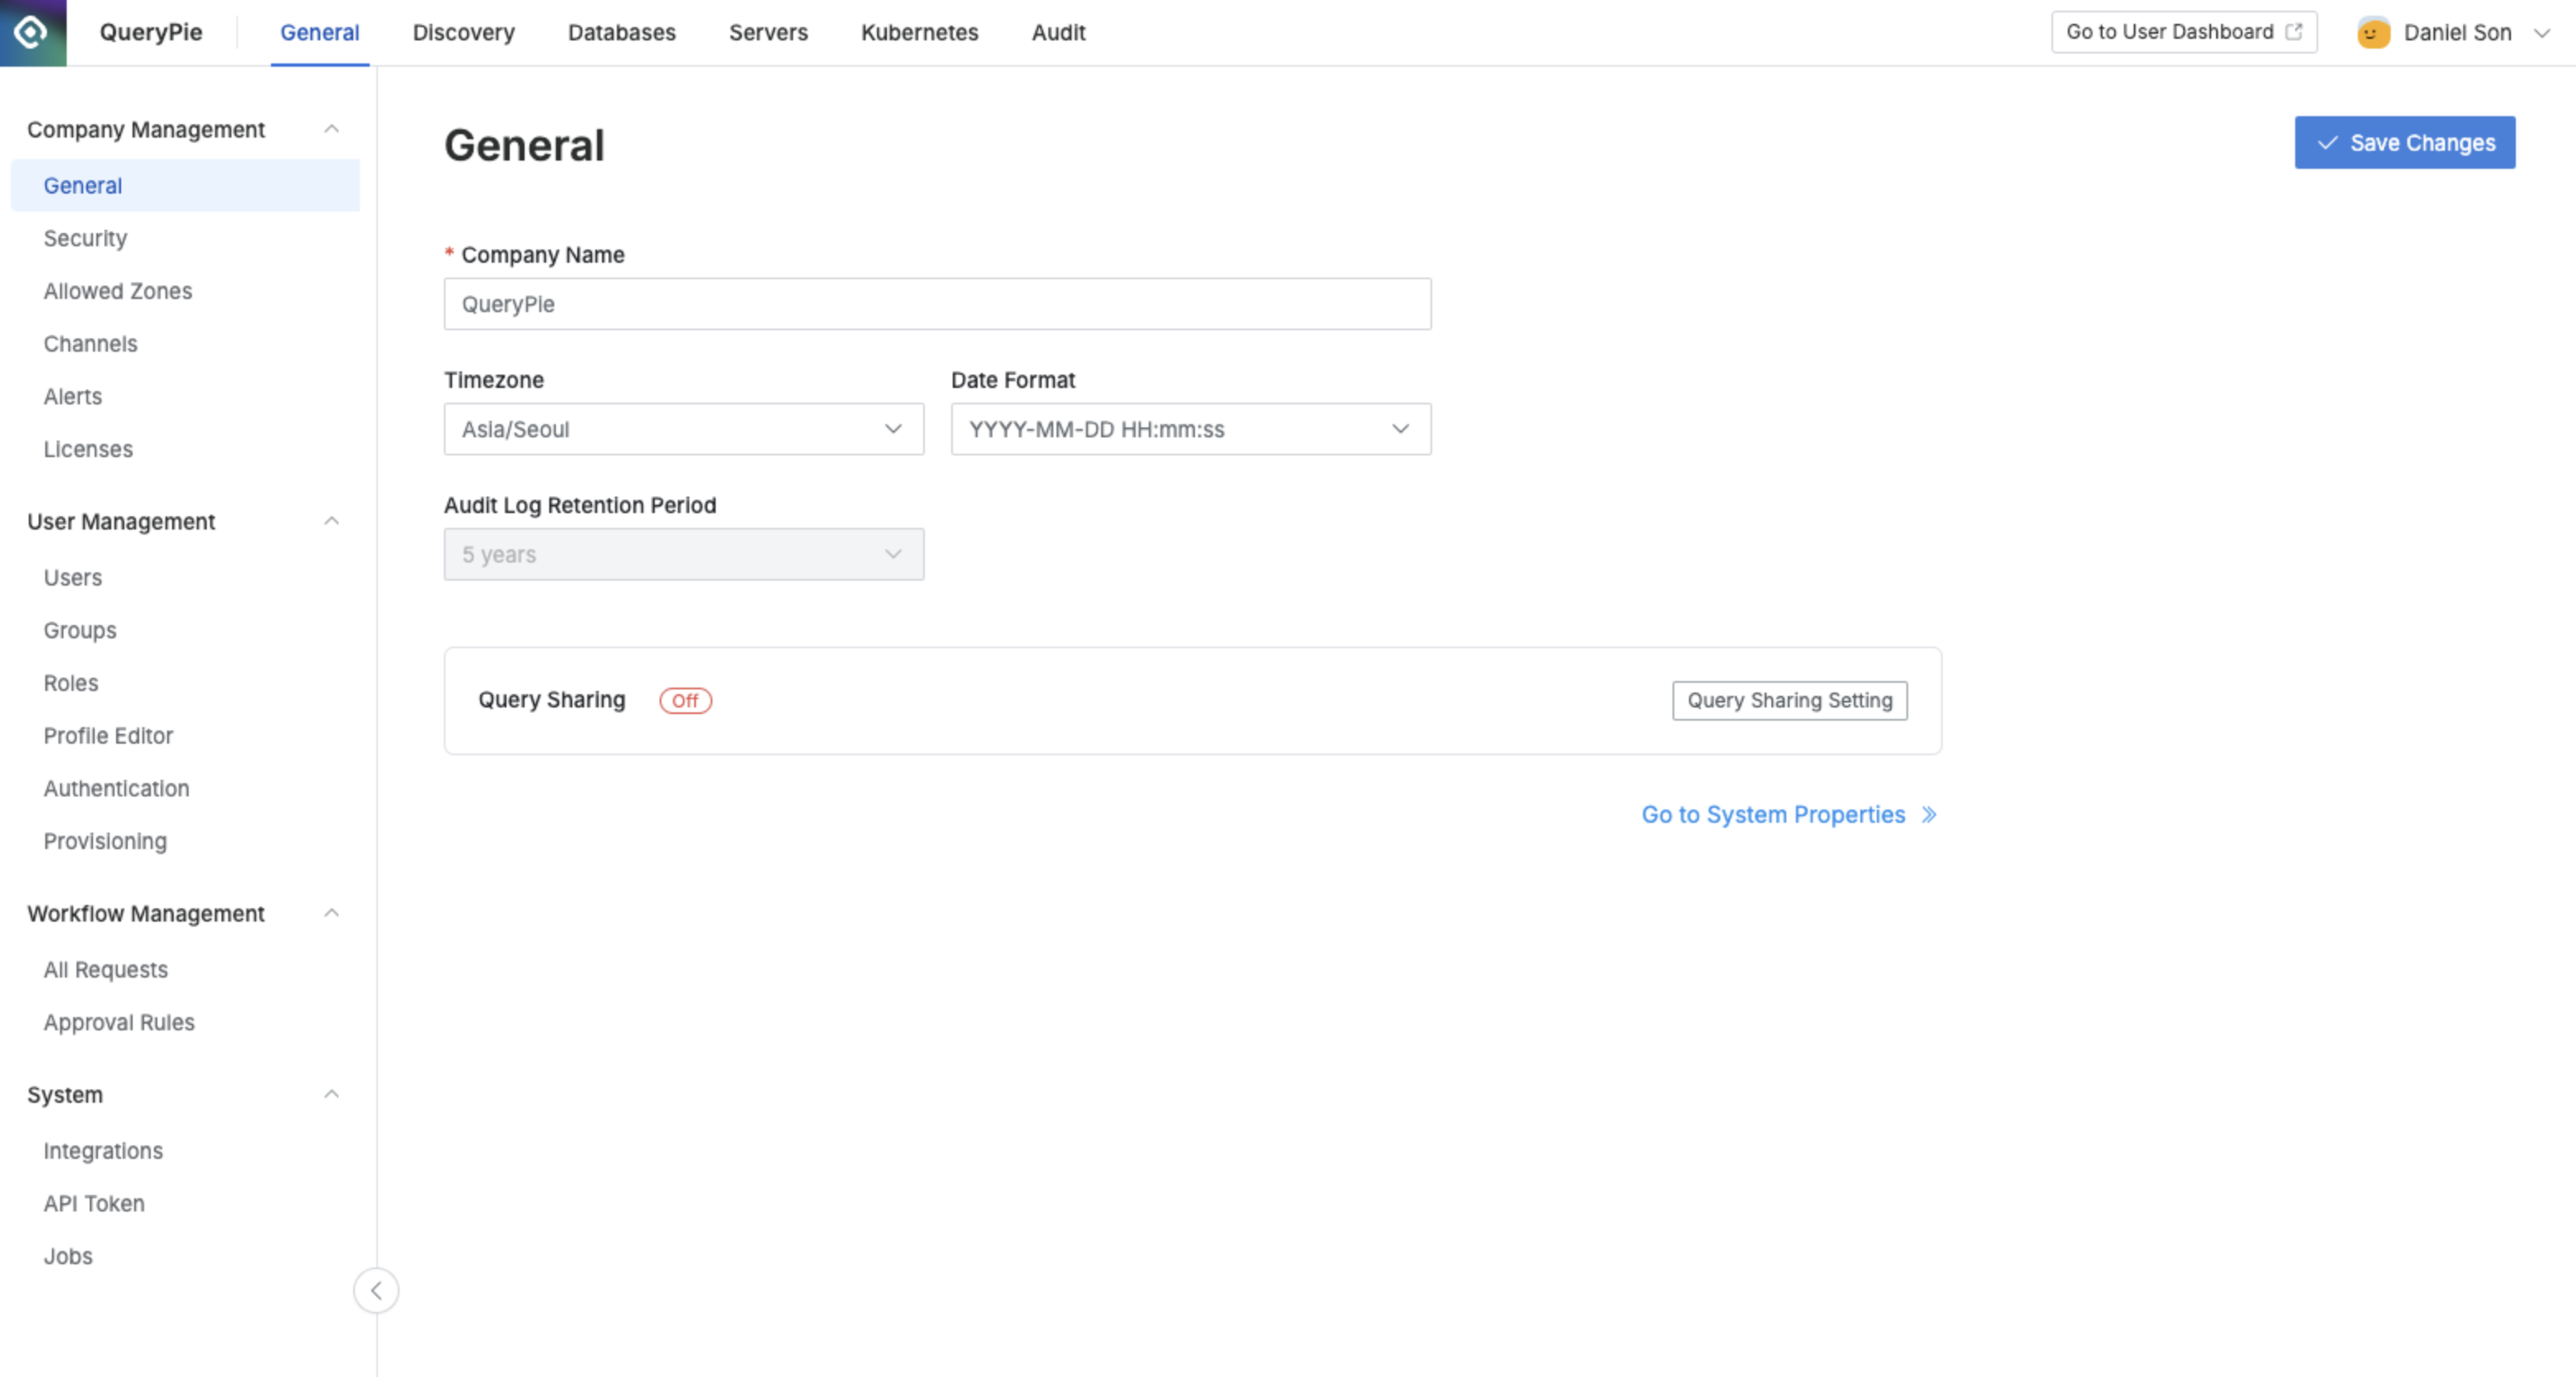 QueryPie
General
Discovery
Databases
Servers
Kubernetes
Audit
Go to User Dashboard
Daniel Son
Company Management
General
Security
Allowed Zones
Channels
Alerts
Licenses
User Management
Users
Groups
Roles
Profile Editor
Authentication
Provisioning
Workflow Management
All Requests
Approval Rules
System
Integrations
API Token
Jobs
General
Save Changes
* Company Name
QueryPie
Timezone
Date Format
Asia/Seoul
YYYY-MM-DD HH:mm:ss
Audit Log Retention Period
5 years
Query Sharing
Off
Query Sharing Setting
Go to System Properties